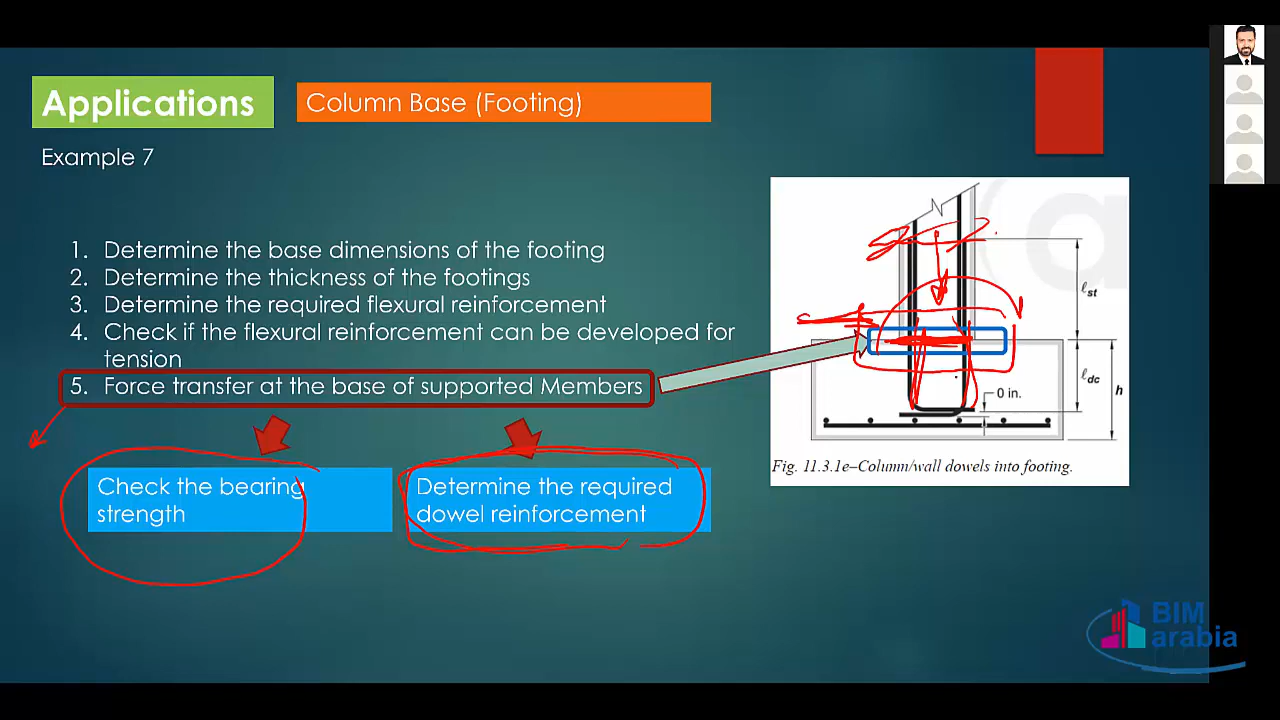 Applications
Column Base (Footing)
Example 7
1. Determine the base dimensions of the footing
2. Determine the thickness of the footings
3. Determine the required flexural reinforcement
4. Check if the flexural reinforcement can be developed for
tension
5. Force transfer at the base of supported Members
Check the bearing
strength
Determine the required
dowel reinforcement
ℓst
ℓdc
h
0 in.
Fig. 11.3.1e–Column/wall dowels into footing.
BIM
arabia